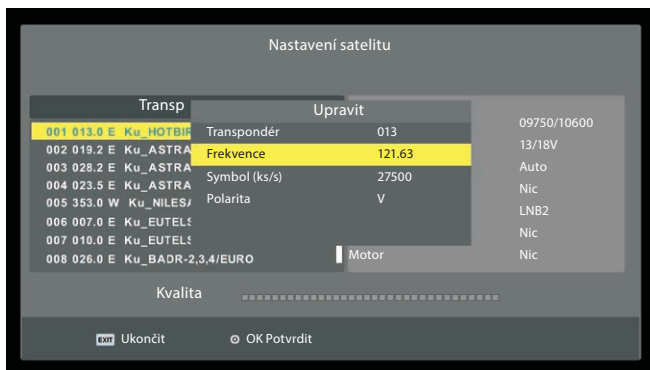 Nastavení satelitu
Transp
Upravit
001 013.0 E Ku_HOTBIR
Transpondér 013
09750/10600
002 019.2 E Ku_ASTRA
Frekvence 121.63
13/18V
003 028.2 E Ku_ASTRA
Symbol (ks/s) 27500
Auto
004 023.5 E Ku_ASTRA
Polarita V
Nic
005 353.0 W Ku_NILESA
LNB2
006 007.0 E Ku_EUTELS
Nic
007 010.0 E Ku_EUTELS
008 026.0 E Ku_BADR-2,3,4/EURO
Motor Nic
Kvalita
EXIT Ukončit OK Potvrdit